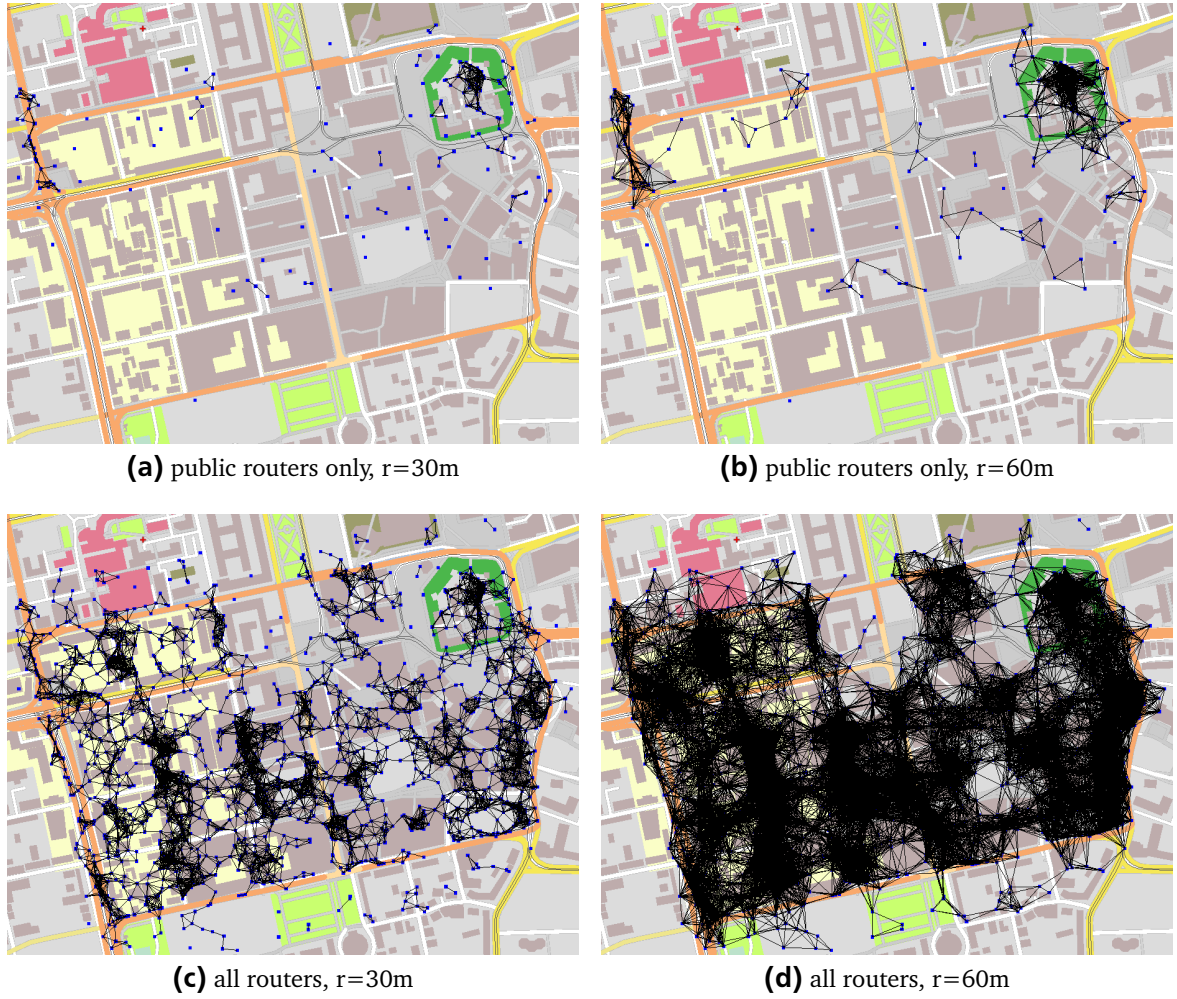 (a) public routers only, r=30m
(b) public routers only, r=60m
(c) all routers, r=30m
(d) all routers, r=60m